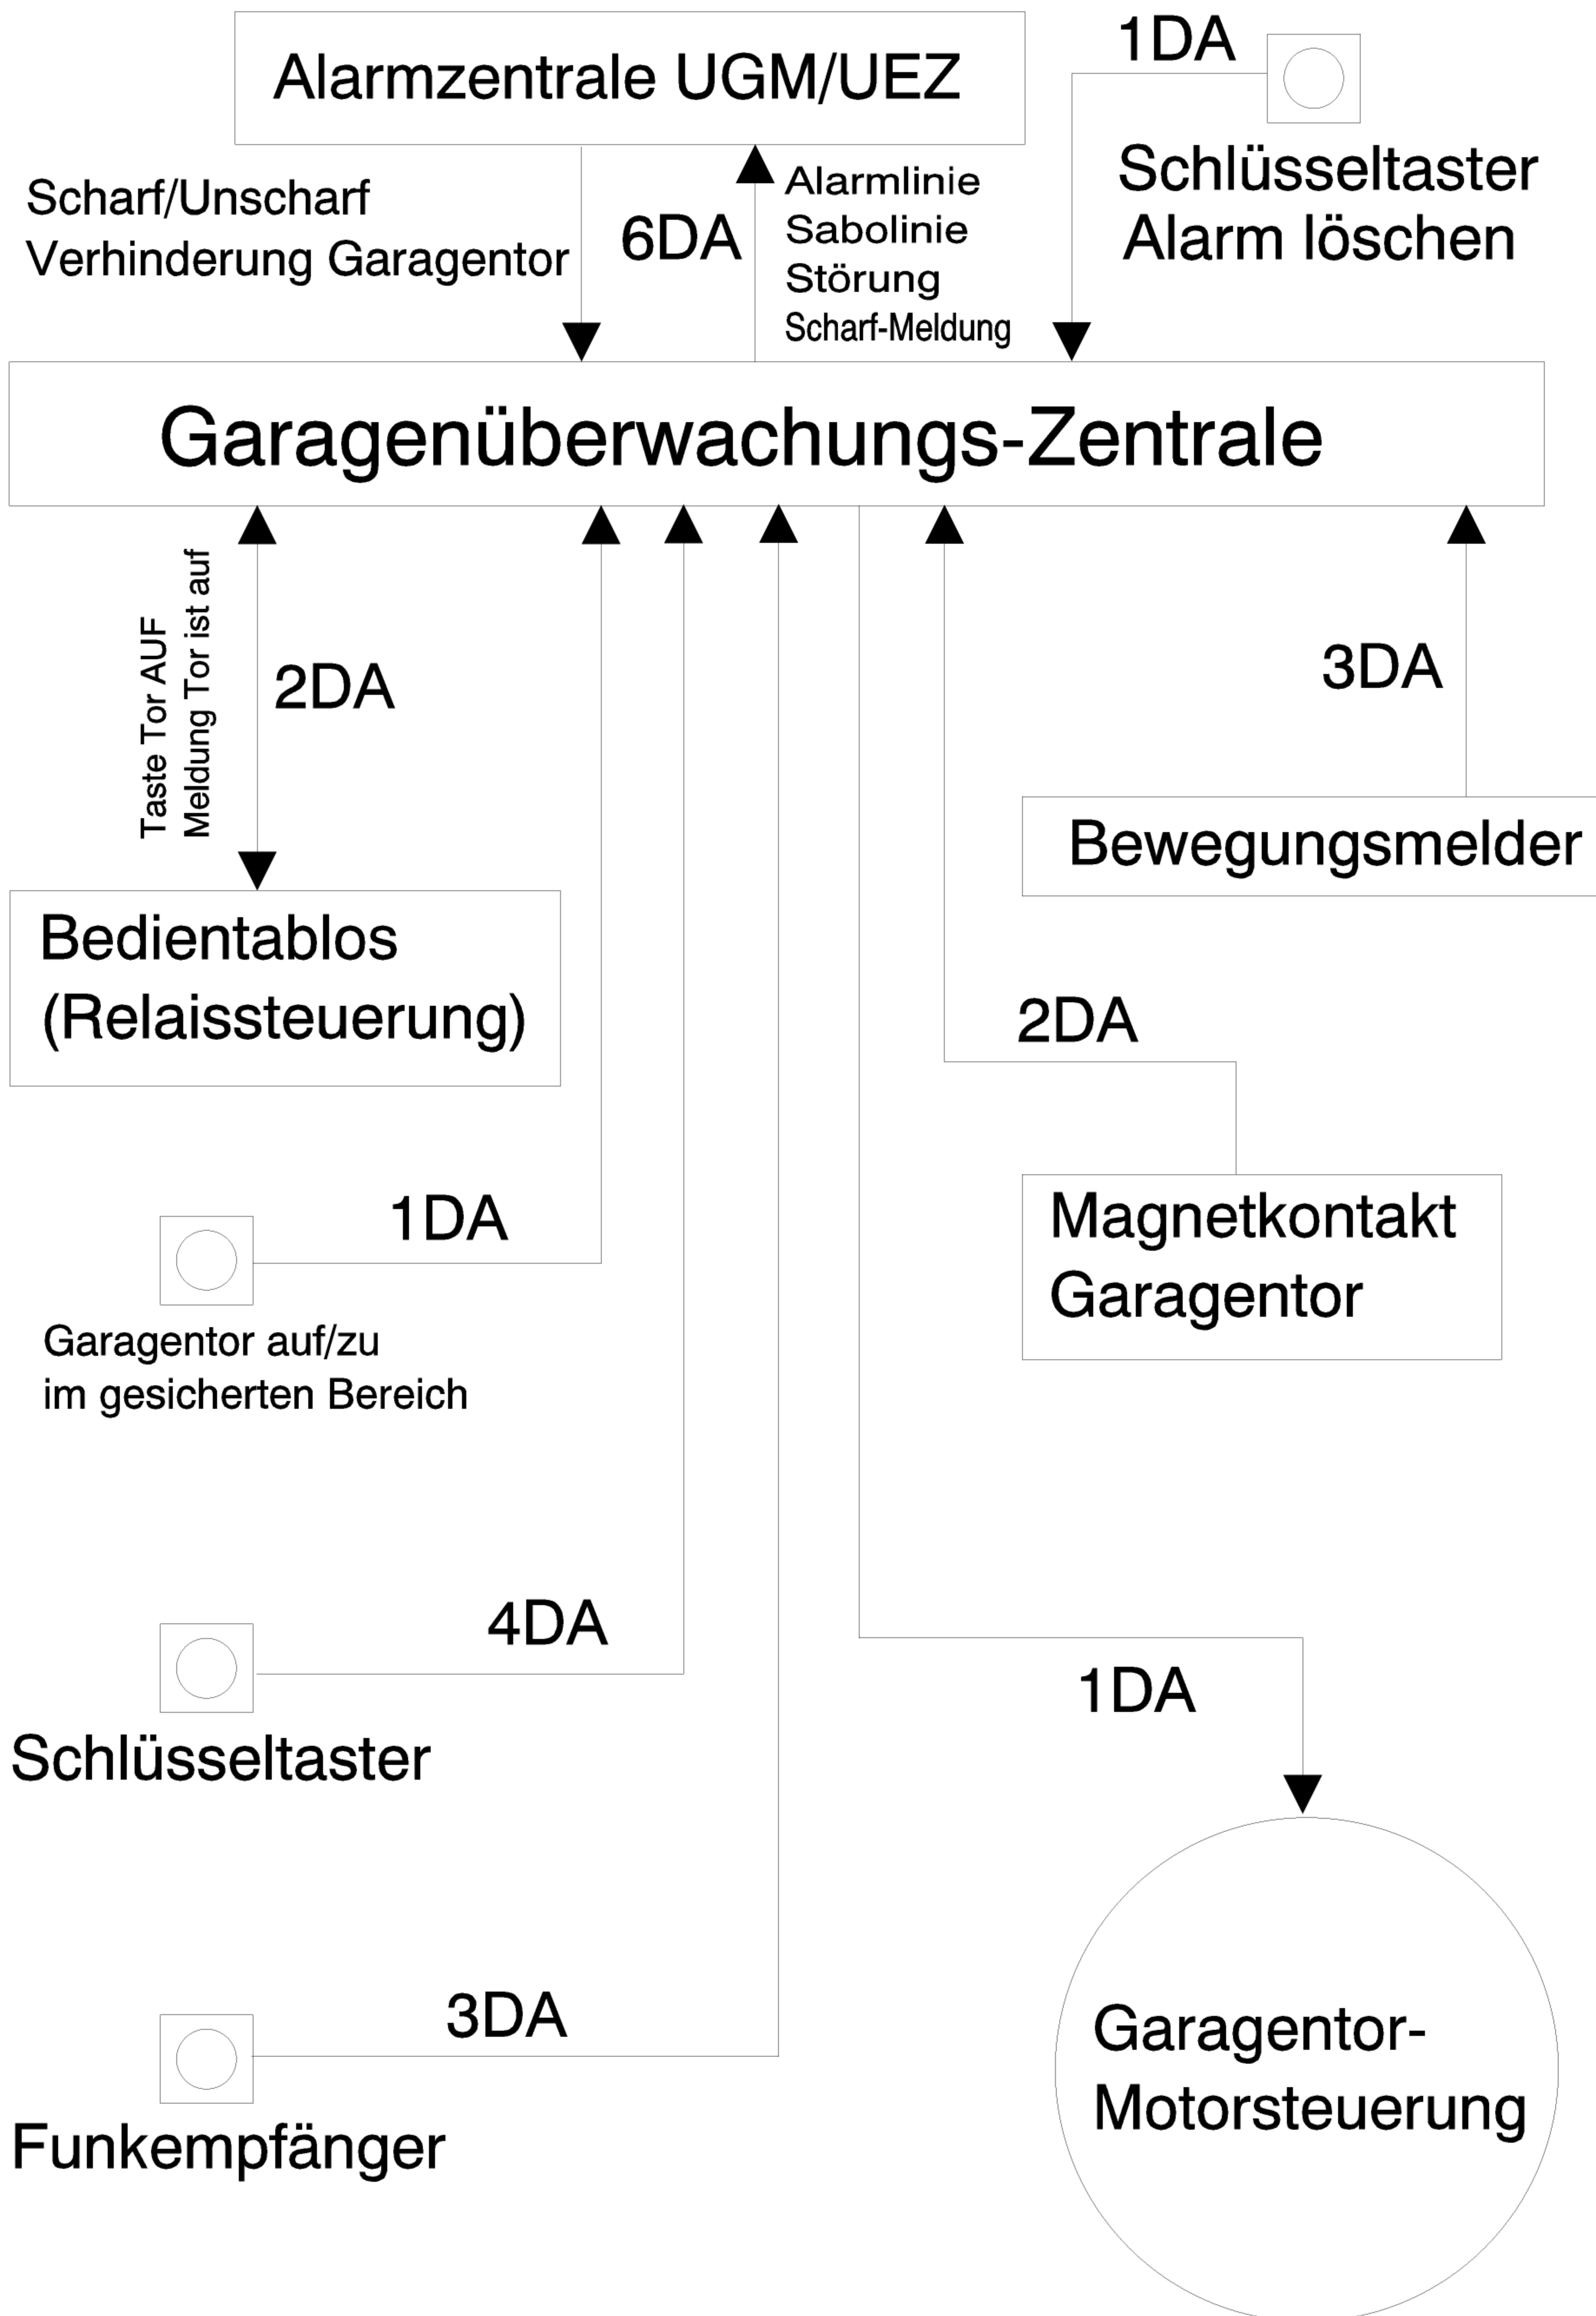 Alarmzentrale UGM/UEZ
1DA
Schlüsseltaster
Alarm löschen
Scharf/Unscharf
Verhinderung Garagentor
6DA
Alarmlinie
Sabolinie
Störung
Scharf-Meldung
Garagenüberwachungs-Zentrale
Taste Tor AUF
Meldung Tor ist auf
2DA
3DA
Bewegungsmelder
Bedientablos
(Relaissteuerung)
2DA
Magnetkontakt
Garagentor
1DA
Garagentor auf/zu
im gesicherten Bereich
4DA
Schlüsseltaster
1DA
3DA
Funkempfänger
Garagentor-
Motorsteuerung